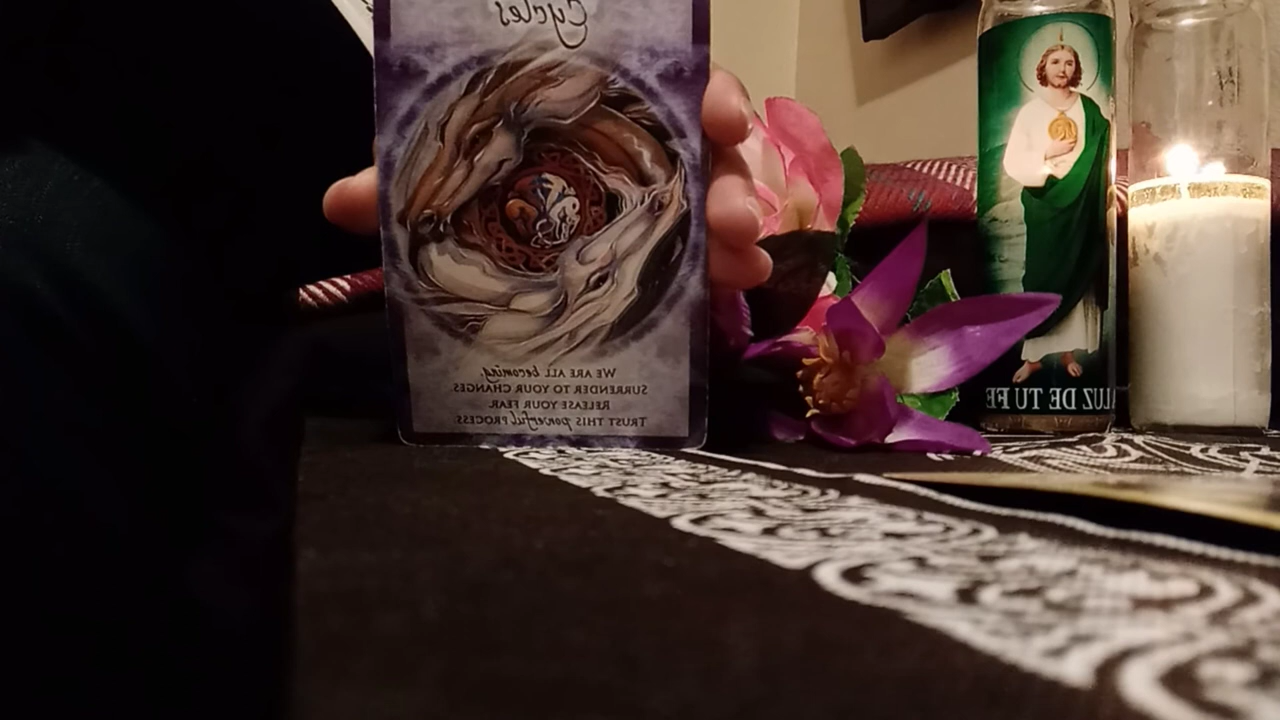 Cycles
WE ARE ALL becoming.
SURRENDER TO YOUR CHANGES.
RELEASE YOUR FEAR.
TRUST THIS powerful PROCESS.
LUZ DE TU FE